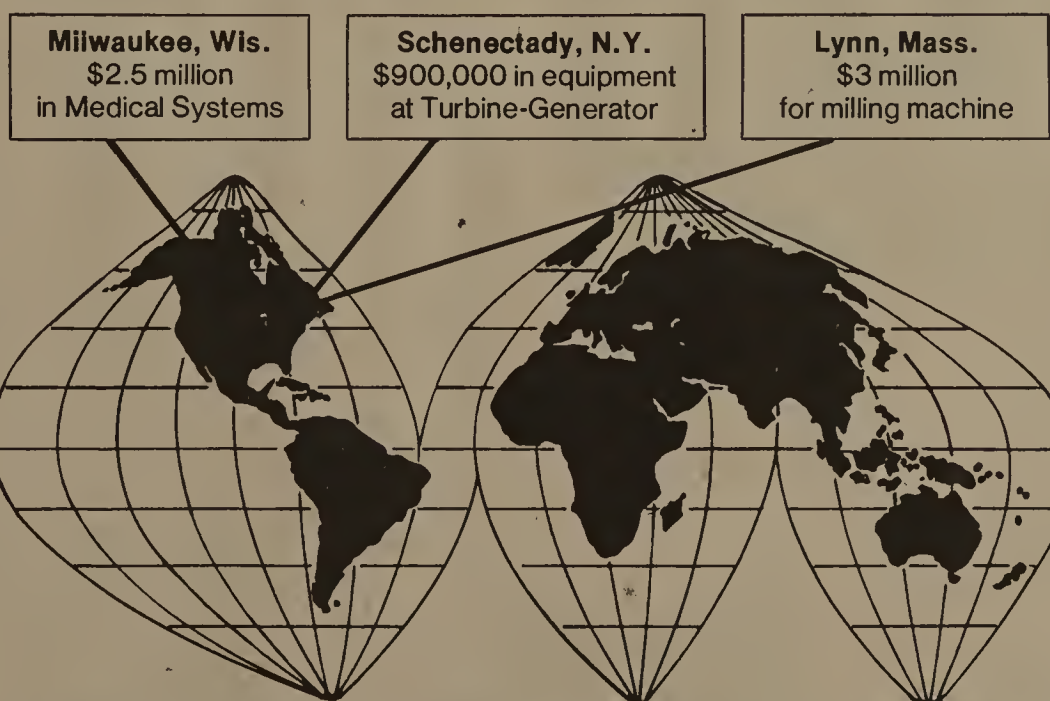 Milwaukee, Wis.
$2.5 million
in Medical Systems
Schenectady, N.Y.
$900,000 in equipment
at Turbine-Generator
Lynn, Mass.
$3 million
for milling machine